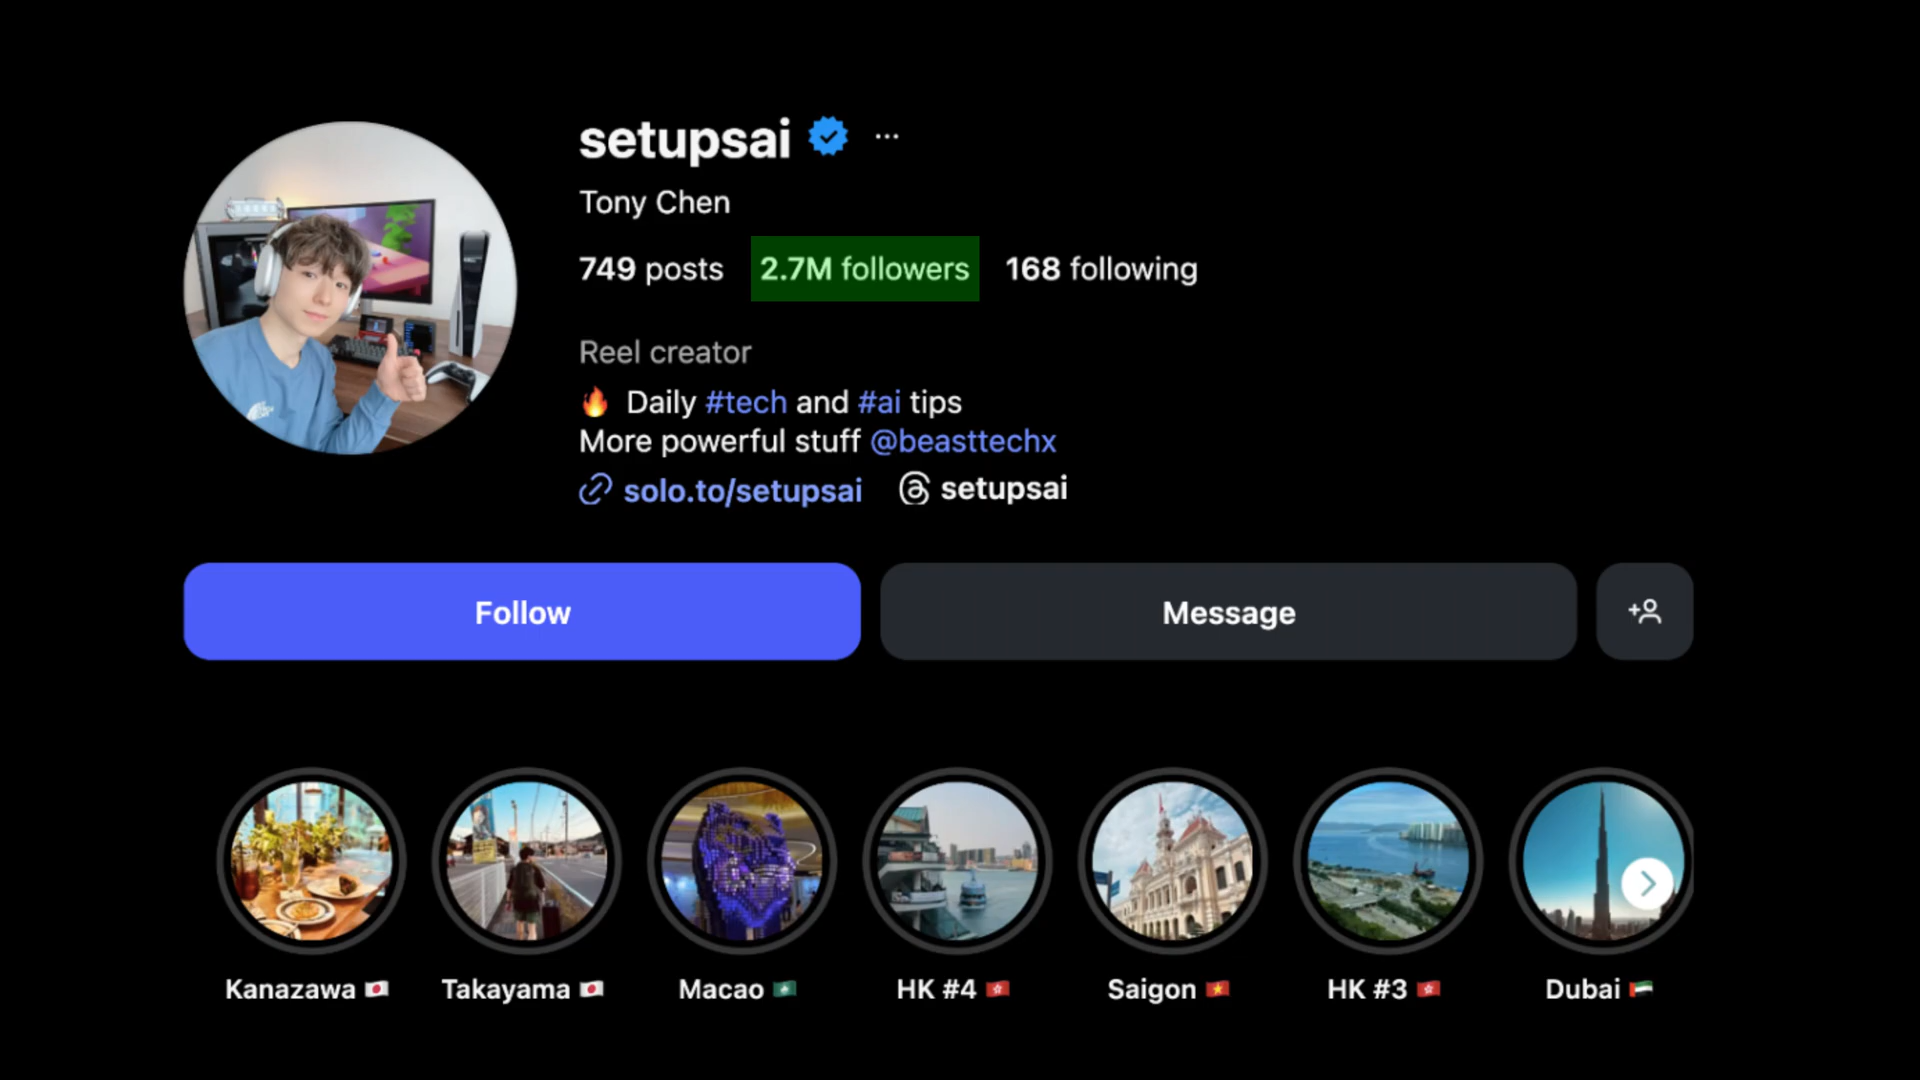 setupsai ...
Tony Chen
749 posts 2.7M followers 168 following
Reel creator
🔥 Daily #tech and #ai tips
More powerful stuff @beasttechx
solo.to/setupsai setupsai
Follow Message
Kanazawa 🇯🇵 Takayama 🇯🇵 Macao 🇲🇴 HK #4 🇭🇰 Saigon 🇻🇳 HK #3 🇭🇰 Dubai 🇦🇪